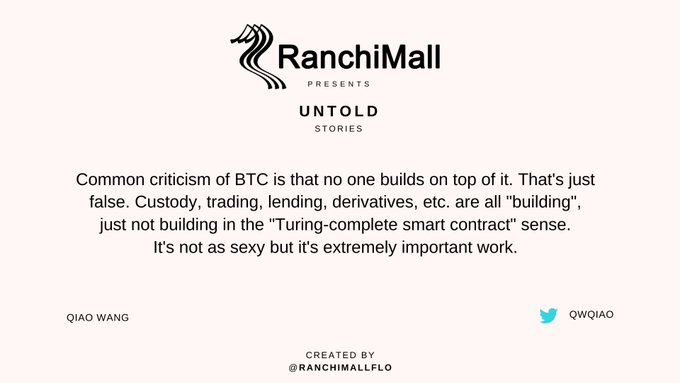 RanchiMall
PRESENTS
UNTOLD
STORIES
Common criticism of BTC is that no one builds on top of it. That's just
false. Custody, trading, lending, derivatives, etc. are all "building",
just not building in the "Turing-complete smart contract" sense.
It's not as sexy but it's extremely important work.
QIAO WANG
QWQIAO
CREATED BY
@RANCHIMALLFLO